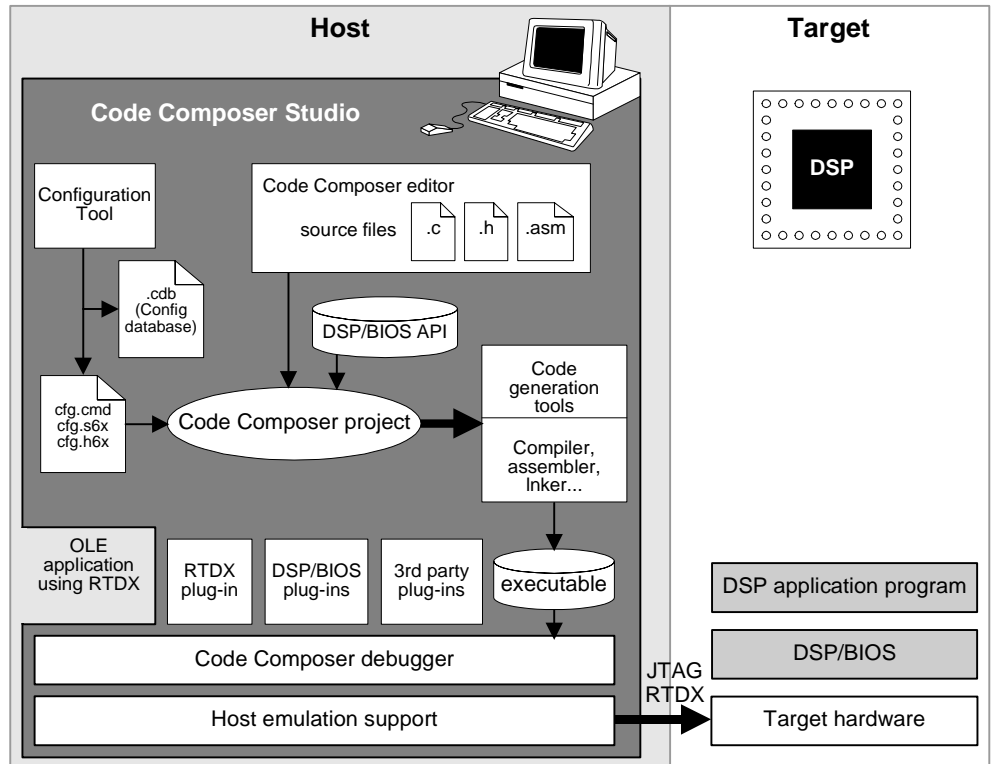 Host
Target
Code Composer Studio
DSP
Configuration
Tool
Code Composer editor
source files
.c
.h
.asm
.cdb
(Config
database)
DSP/BIOS API
Code
generation
tools
Compiler,
assembler,
lnker...
cfg.cmd
cfg.s6x
cfg.h6x
Code Composer project
OLE
application
using RTDX
RTDX
plug-in
DSP/BIOS
plug-ins
3rd party
plug-ins
executable
DSP application program
Code Composer debugger
DSP/BIOS
JTAG
RTDX
Host emulation support
Target hardware